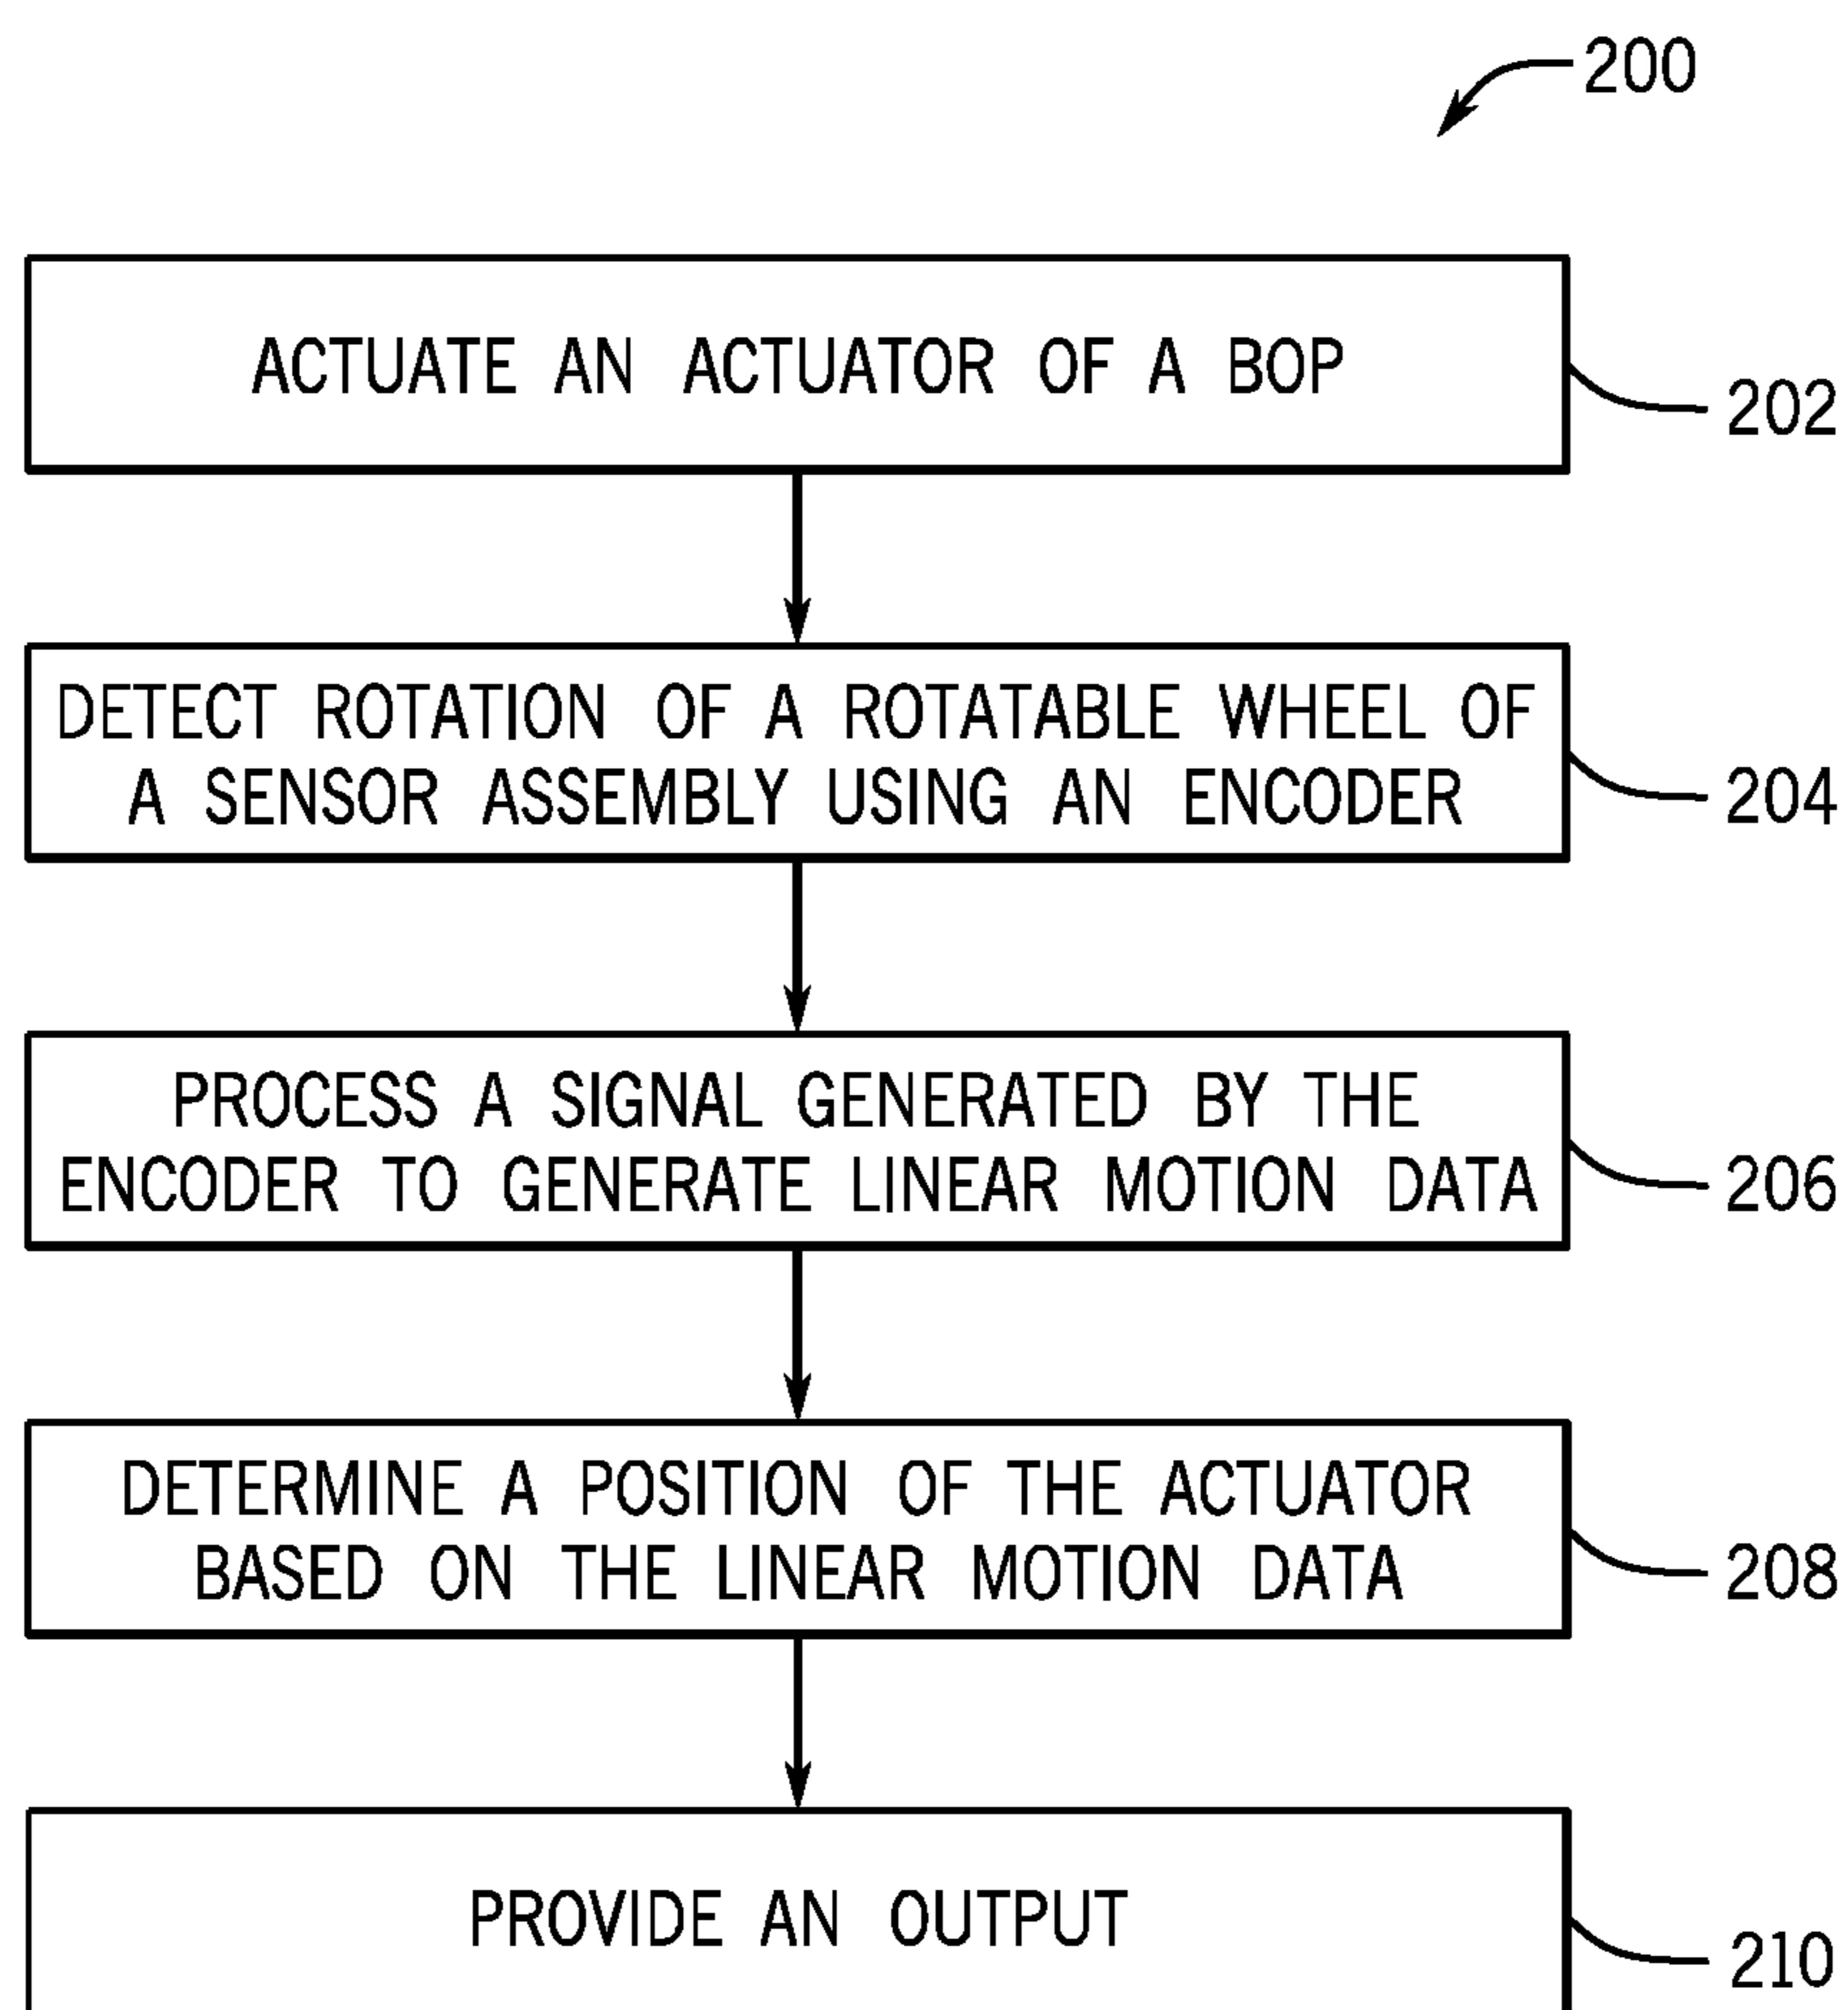 200
ACTUATE AN ACTUATOR OF A BOP
202
DETECT ROTATION OF A ROTATABLE WHEEL OF
A SENSOR ASSEMBLY USING AN ENCODER
204
PROCESS A SIGNAL GENERATED BY THE
ENCODER TO GENERATE LINEAR MOTION DATA
206
DETERMINE A POSITION OF THE ACTUATOR
BASED ON THE LINEAR MOTION DATA
208
PROVIDE AN OUTPUT
210